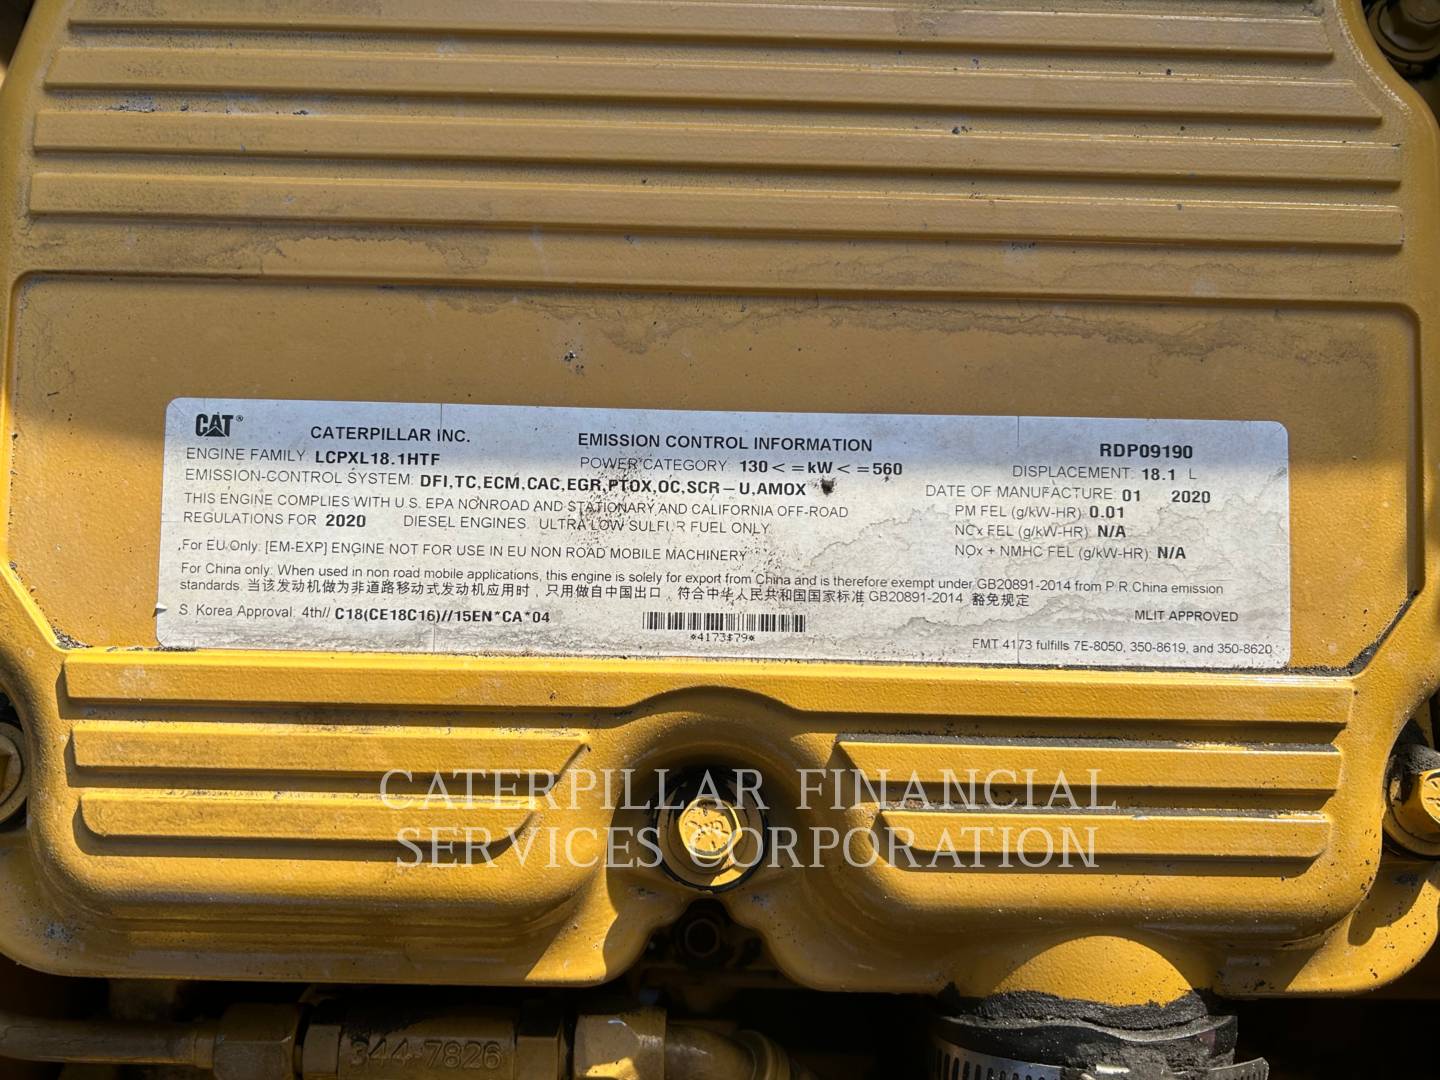 CAT®
CATERPILLAR INC.
EMISSION CONTROL INFORMATION
RDP09190
ENGINE FAMILY: LCPXL18.1HTF
POWER CATEGORY: 130<=kW<=560
DISPLACEMENT: 18.1 L
EMISSION-CONTROL SYSTEM: DFI,TC,ECM,CAC,EGR,PTOX,OC,SCR-U,AMOX
DATE OF MANUFACTURE: 01 2020
THIS ENGINE COMPLIES WITH U.S. EPA NONROAD AND STATIONARY AND CALIFORNIA OFF-ROAD
PM FEL (g/kW-HR): 0.01
REGULATIONS FOR 2020 DIESEL ENGINES. ULTRA LOW SULFUR FUEL ONLY
NOx FEL (g/kW-HR): N/A
For EU Only: [EM-EXP] ENGINE NOT FOR USE IN EU NON ROAD MOBILE MACHINERY
NOx + NMHC FEL (g/kW-HR): N/A
For China only: When used in non road mobile applications, this engine is solely for export from China and is therefore exempt under GB20891-2014 from P.R.China emission
standards. 当该发动机做为非道路移动式发动机应用时，只用做自中国出口，符合中华人民共和国国家标准 GB20891-2014 豁免规定
S. Korea Approval: 4th// C18(CE18C16)//15EN*CA*04
MLIT APPROVED
FMT 4173 fulfills 7E-8050, 350-8619, and 350-8620
CATERPILLAR FINANCIAL
SERVICES CORPORATION
344-7826